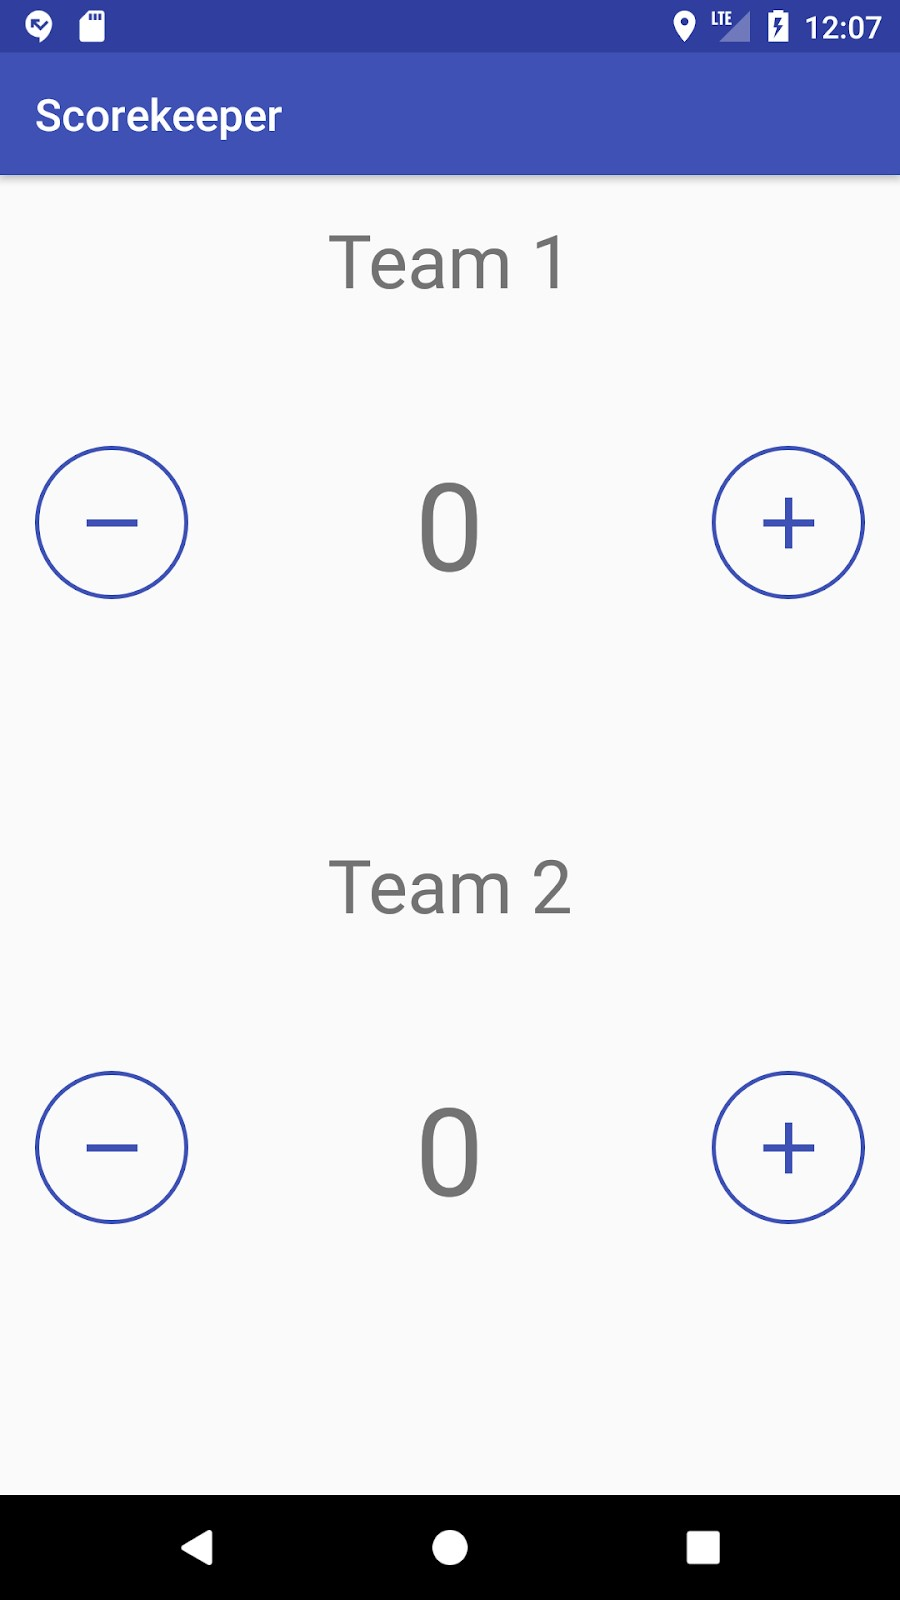 LTE 12:07
Scorekeeper
Team 1
− 0 +
Team 2
− 0 +